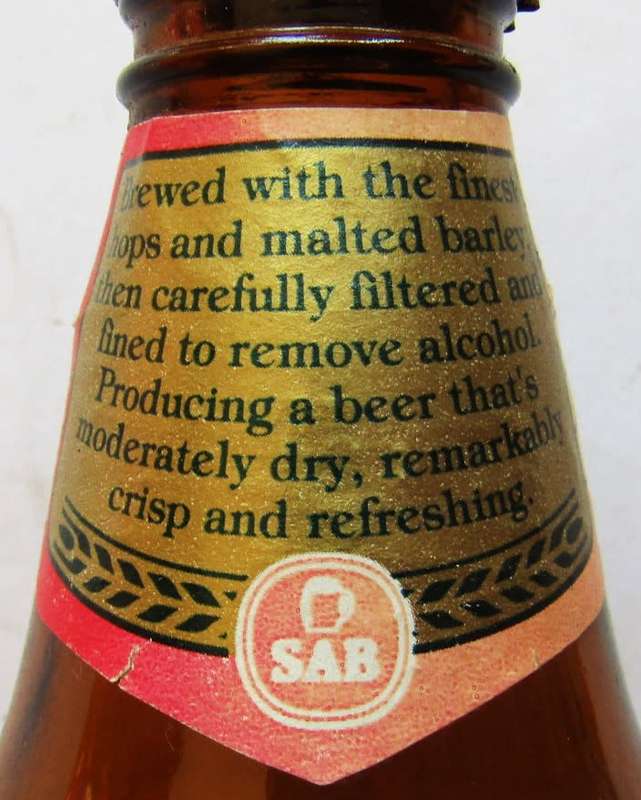 Brewed with the finest
hops and malted barley,
then carefully filtered and
fined to remove alcohol.
Producing a beer that's
moderately dry, remarkably
crisp and refreshing.
SAB